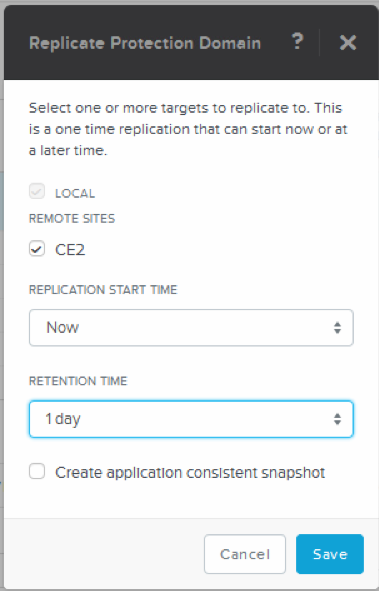 Replicate Protection Domain ? ×
Select one or more targets to replicate to. This
is a one time replication that can start now or at
a later time.
LOCAL
REMOTE SITES
CE2
REPLICATION START TIME
Now
RETENTION TIME
1 day
Create application consistent snapshot
Cancel Save